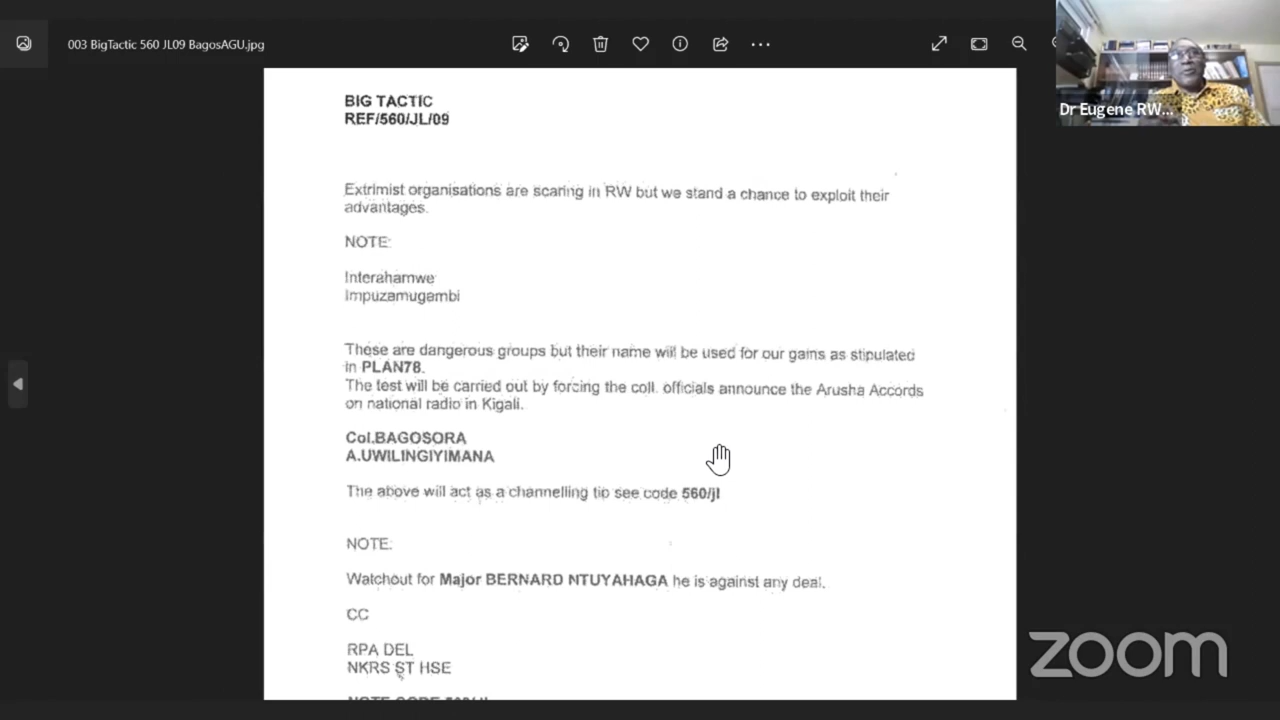 003 BigTactic 560 JL09 BagosAGU.jpg
Dr Eugene RW...
BIG TACTIC
REF/560/JL/09
Extrimist organisations are scaring in RW but we stand a chance to exploit their
advantages.
NOTE:
Interahamwe
Impuzamugambi
These are dangerous groups but their name will be used for our gains as stipulated
in PLAN78.
The test will be carried out by forcing the coll. officials announce the Arusha Accords
on national radio in Kigali.
Col.BAGOSORA
A.UWILINGIYIMANA
The above will act as a channelling tip see code 560/jl
NOTE:
Watchout for Major BERNARD NTUYAHAGA he is against any deal.
CC
RPA DEL
NKRS ST HSE
NOTE CODE
zoom